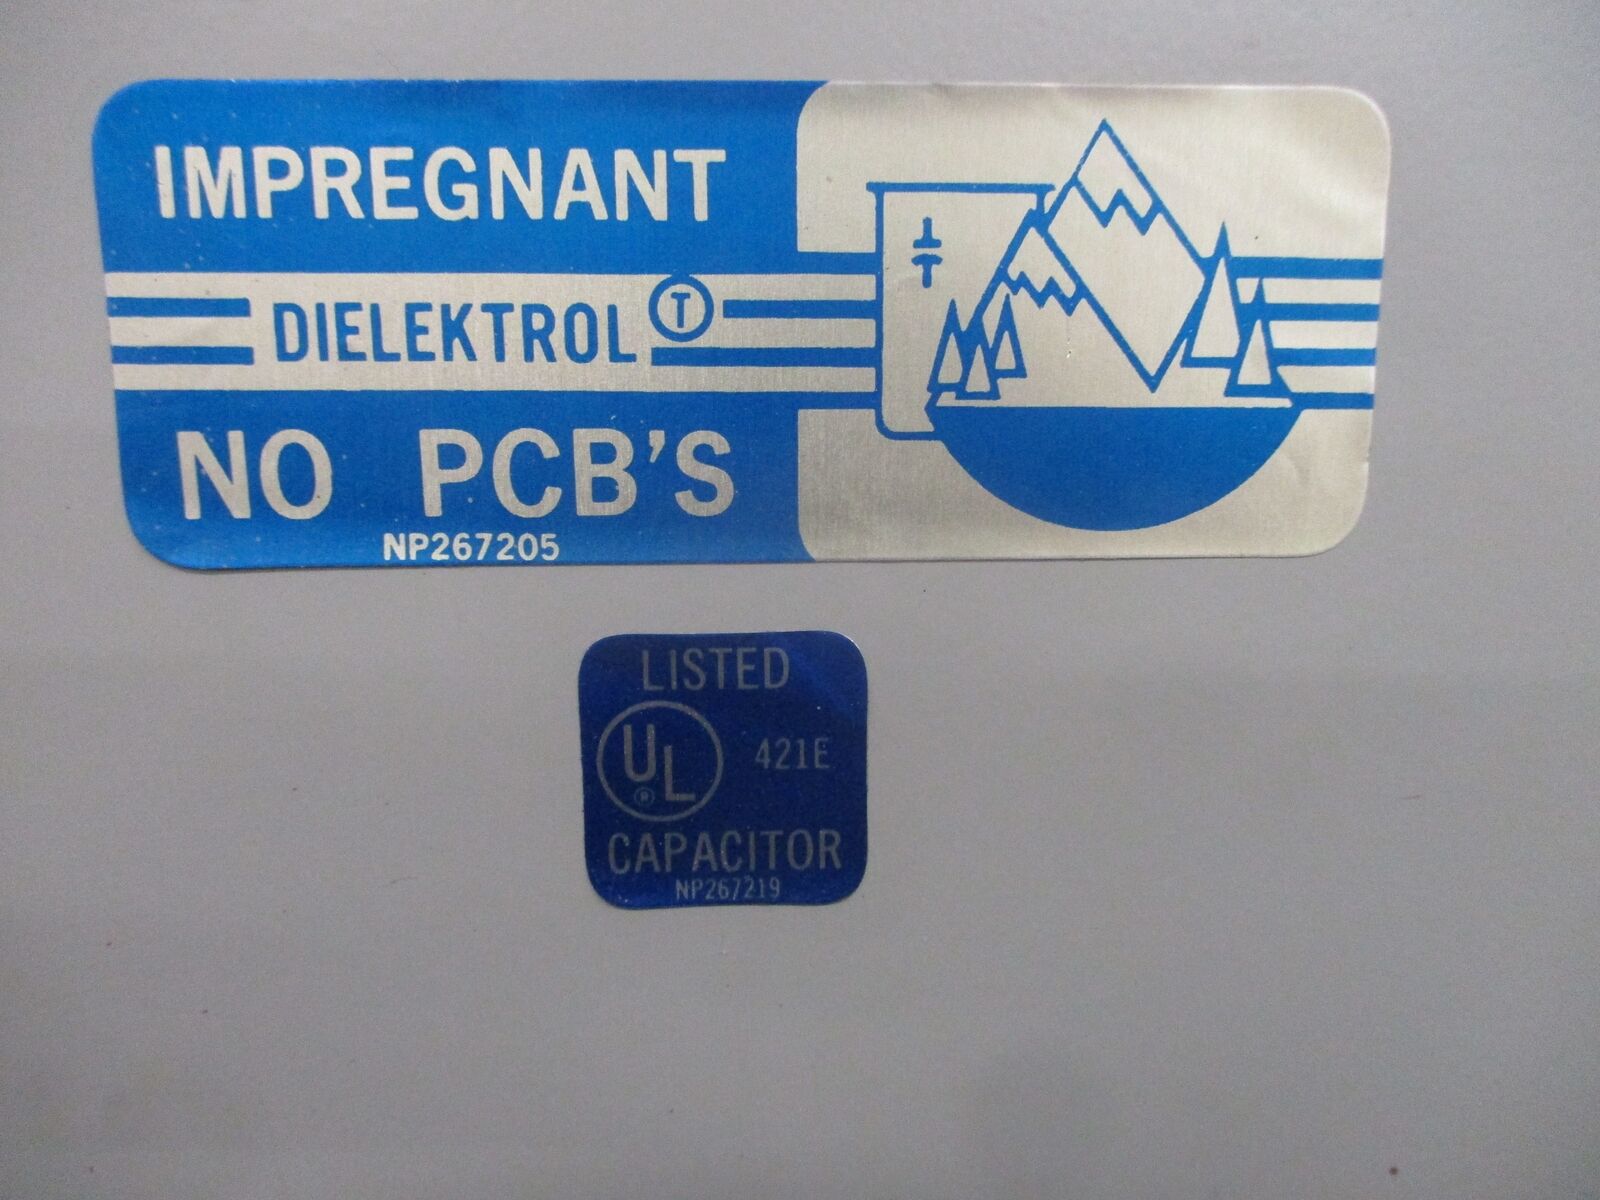 IMPREGNANT
DIELEKTROL Ⓣ
NO PCB'S
NP267205
LISTED
UL ® 421E
CAPACITOR
NP267219